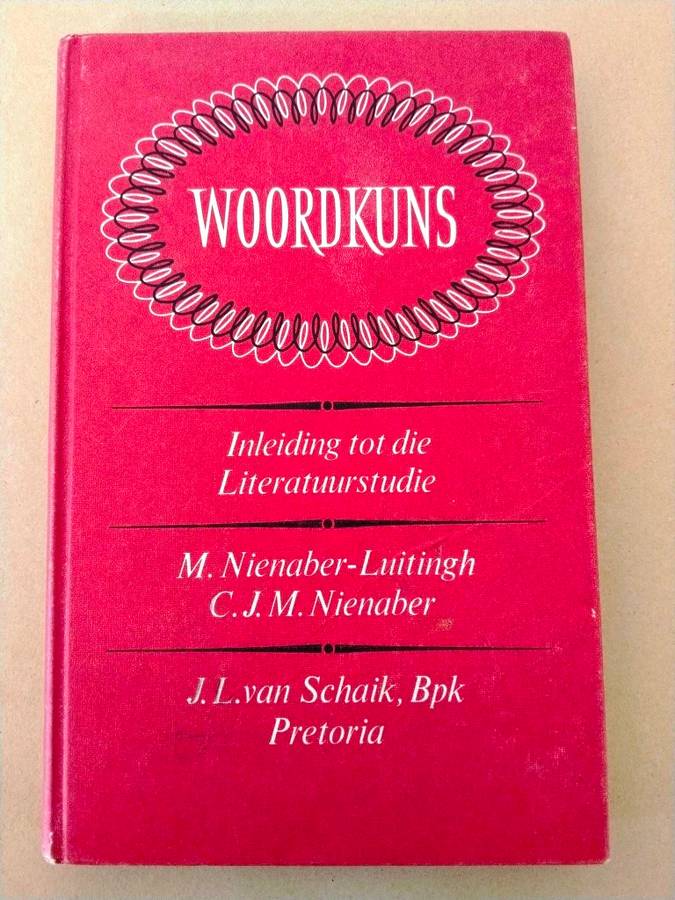 WOORDKUNS
Inleiding tot die
Literatuurstudie
M. Nienaber-Luitingh
C. J. M. Nienaber
J. L. van Schaik, Bpk
Pretoria